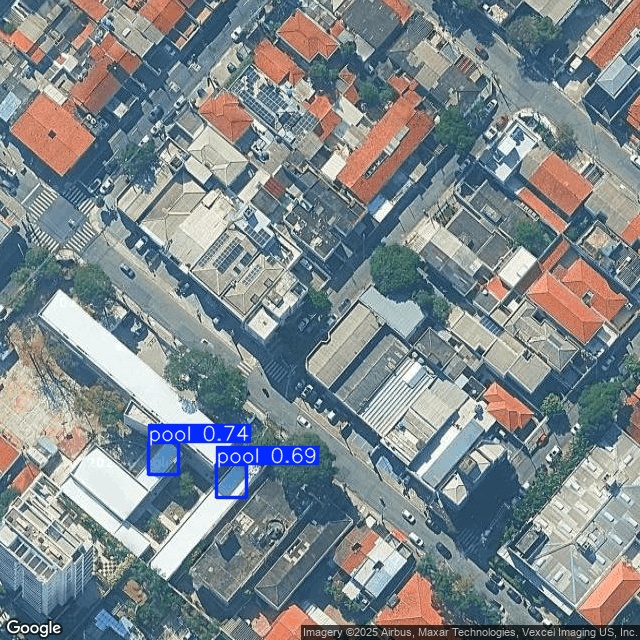 pool 0.74
pool 0.69
Google
Imagery ©2025 Airbus, Maxar Technologies, Vexcel Imaging US, Inc.